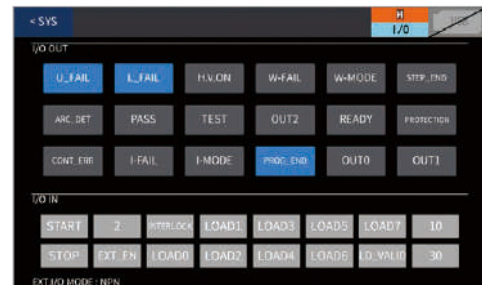 < SYS
I/O
I/O OUT
U_FAIL L_FAIL H.V.ON W-FAIL W-MODE STEP_END
ARC_DET PASS TEST OUT2 READY PROTECTION
CONT_ERR I-FAIL I-MODE PROG_END OUT0 OUT1
I/O IN
START 2 INTERLOCK LOAD1 LOAD3 LOAD5 LOAD7 10
STOP EXT_EN LOAD0 LOAD2 LOAD4 LOAD6 LD_VALID 30
EXT I/O MODE : NPN